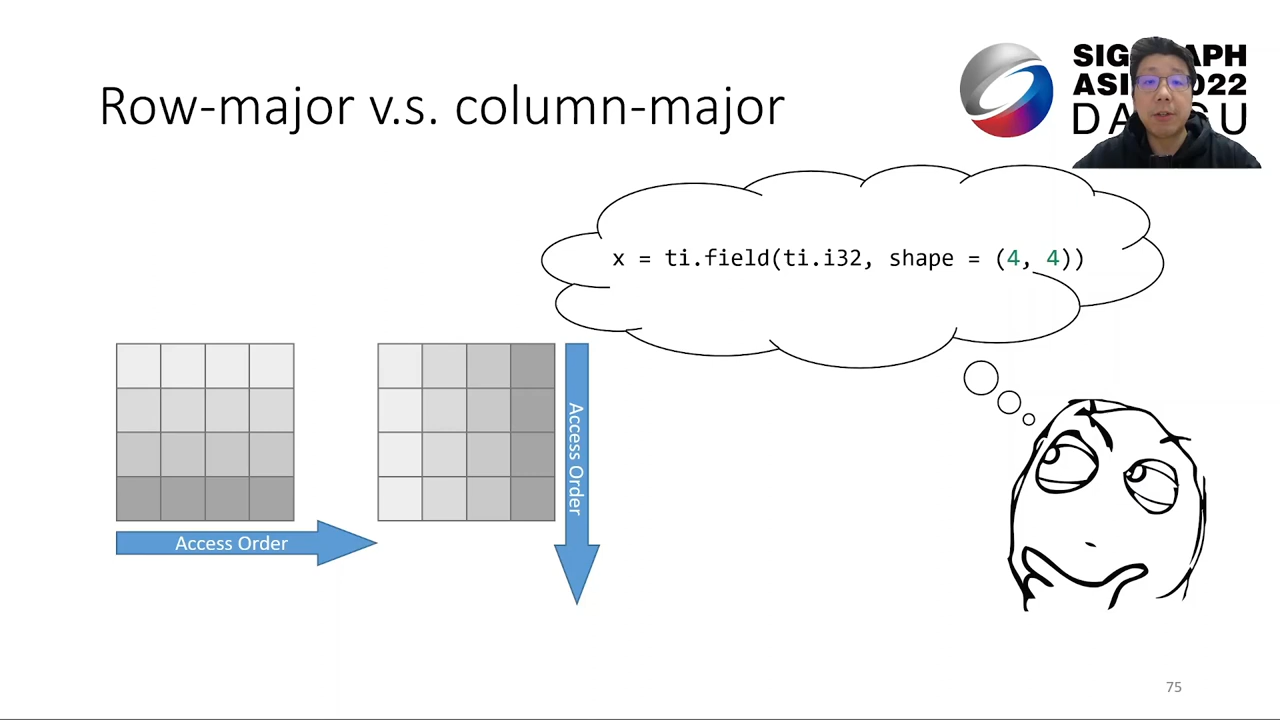 Row-major v.s. column-major
x = ti.field(ti.i32, shape = (4, 4))
Access Order
Access Order
75